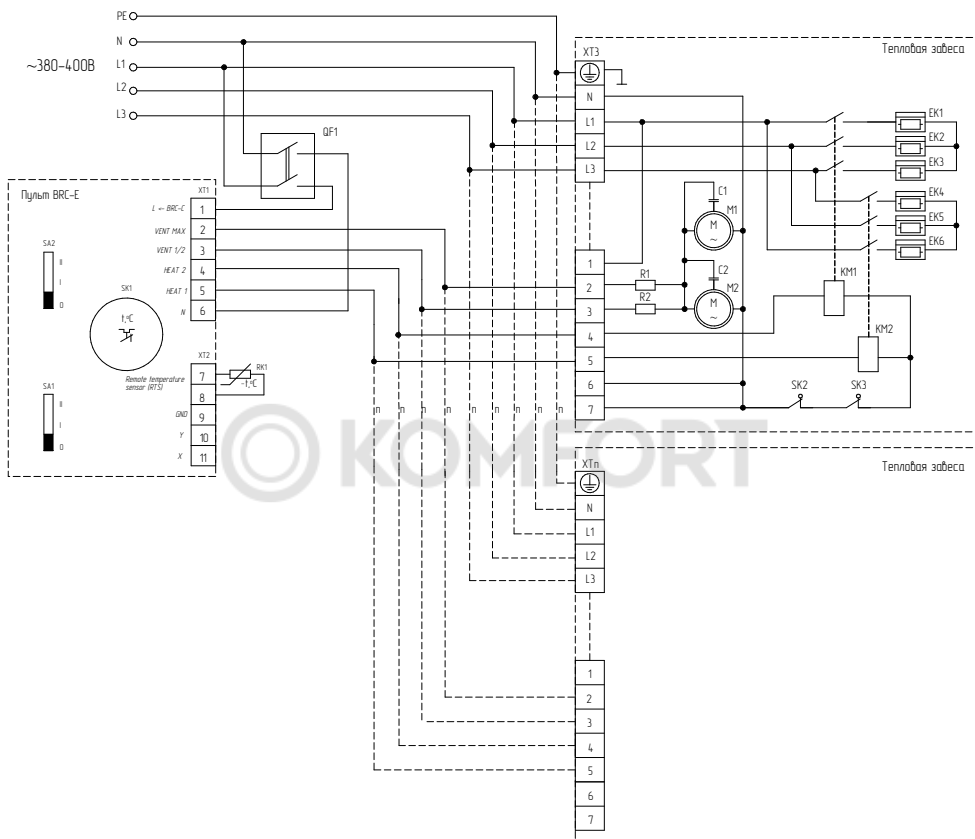 PE
N
L1
~380-400В
L2
L3
QF1
Пульт BRC-E
XT1
L ← BRC-C 1
VENT MAX 2
VENT 1/2 3
HEAT 2 4
HEAT 1 5
N 6
SA2
II
I
0
SK1
t,°C
XT2
Remote temperature
sensor (RTS)
7
8
GND 9
Y 10
X 11
RK1
-t,°C
SA1
II
I
0
Тепловая завеса
XT3
N
L1
L2
L3
1
2
3
4
5
6
7
EK1
EK2
EK3
EK4
EK5
EK6
C1
M1
M
~
C2
M2
M
~
R1
R2
KM1
KM2
SK2
SK3
п п п п п п п п п
KOMFORT
Тепловая завеса
XTn
N
L1
L2
L3
1
2
3
4
5
6
7